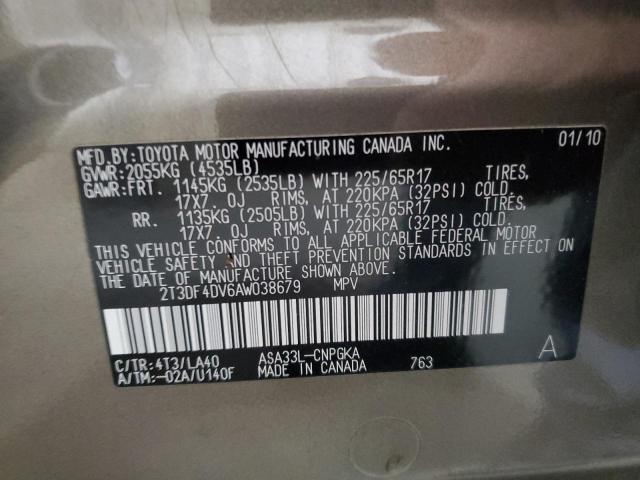 MFD.BY:TOYOTA MOTOR MANUFACTURING CANADA INC. 01/10
GVWR:2055KG (4535LB)
GAWR:FRT. 1145KG (2535LB) WITH 225/65R17 TIRES,
17X7.0J RIMS, AT 220KPA (32PSI) COLD.
RR. 1135KG (2505LB) WITH 225/65R17 TIRES,
17X7.0J RIMS, AT 220KPA (32PSI) COLD.
THIS VEHICLE CONFORMS TO ALL APPLICABLE FEDERAL MOTOR
VEHICLE SAFETY AND THEFT PREVENTION STANDARDS IN EFFECT ON
THE DATE OF MANUFACTURE SHOWN ABOVE.
2T3DF4DV6AW038679 MPV
C/TR:4T3/LA40 ASA33L-CNPGKA A
A/TM:-02A/U140F MADE IN CANADA 763